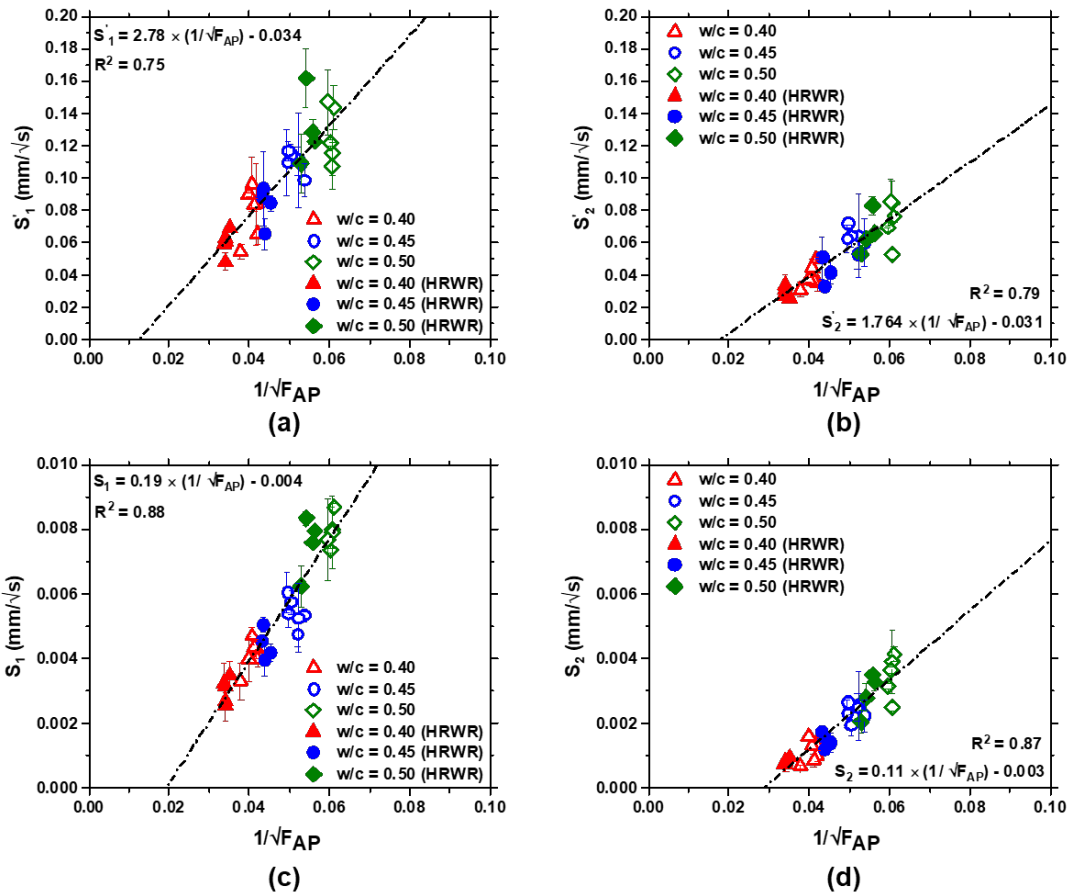 S'₁ = 2.78 × (1/√F_AP) - 0.034
R² = 0.75
0.20
0.18
0.16
0.14
0.12
0.10
0.08
0.06
0.04
0.02
0.00
S'₁ (mm/√s)
w/c = 0.40
w/c = 0.45
w/c = 0.50
w/c = 0.40 (HRWR)
w/c = 0.45 (HRWR)
w/c = 0.50 (HRWR)
0.00 0.02 0.04 0.06 0.08 0.10
1/√F_AP
(a)
0.20
0.18
0.16
0.14
0.12
0.10
0.08
0.06
0.04
0.02
0.00
S'₂ (mm/√s)
w/c = 0.40
w/c = 0.45
w/c = 0.50
w/c = 0.40 (HRWR)
w/c = 0.45 (HRWR)
w/c = 0.50 (HRWR)
R² = 0.79
S'₂ = 1.764 × (1/ √F_AP) - 0.031
0.00 0.02 0.04 0.06 0.08 0.10
1/√F_AP
(b)
S₁ = 0.19 × (1/ √F_AP) - 0.004
R² = 0.88
0.010
0.008
0.006
0.004
0.002
0.000
S₁ (mm/√s)
w/c = 0.40
w/c = 0.45
w/c = 0.50
w/c = 0.40 (HRWR)
w/c = 0.45 (HRWR)
w/c = 0.50 (HRWR)
0.00 0.02 0.04 0.06 0.08 0.10
1/√F_AP
(c)
0.010
0.008
0.006
0.004
0.002
0.000
S₂ (mm/√s)
w/c = 0.40
w/c = 0.45
w/c = 0.50
w/c = 0.40 (HRWR)
w/c = 0.45 (HRWR)
w/c = 0.50 (HRWR)
R² = 0.87
S₂ = 0.11 × (1/ √F_AP) - 0.003
0.00 0.02 0.04 0.06 0.08 0.10
1/√F_AP
(d)